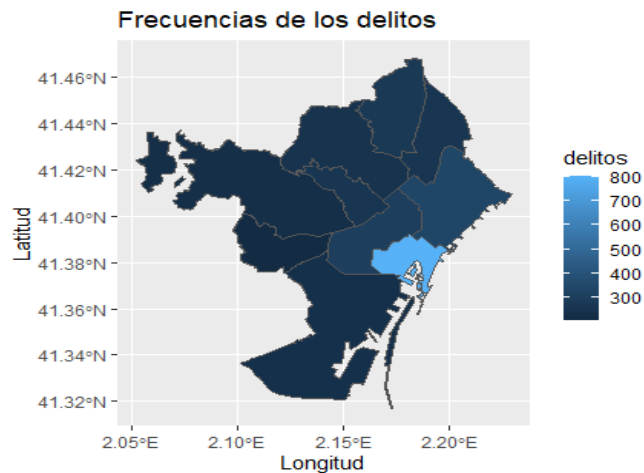 Frecuencias de los delitos
41.46°N
41.44°N
41.42°N
41.40°N
41.38°N
41.36°N
41.34°N
41.32°N
Latitud
2.05°E 2.10°E 2.15°E 2.20°E
Longitud
delitos
800
700
600
500
400
300